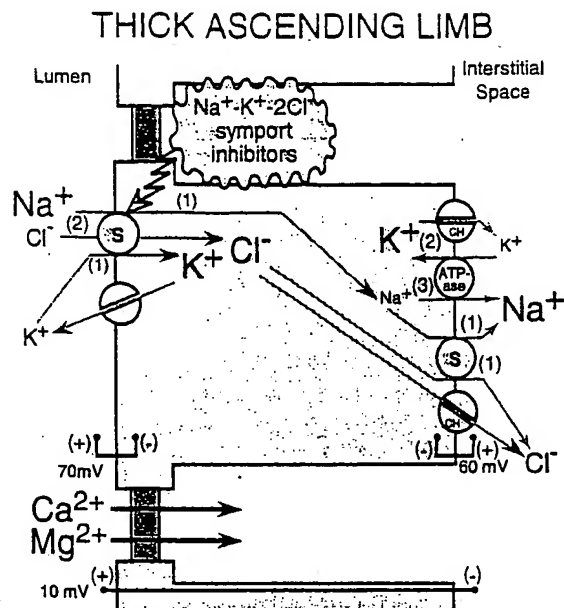 THICK ASCENDING LIMB
Lumen
Interstitial
Space
Na⁺-K⁺-2Cl⁻
symport
inhibitors
Na⁺
(2)
(1)
Cl⁻
S
(1)
K⁺
Cl⁻
K⁺
CH
K⁺
(2)
K⁺
ATP-
ase
Na⁺
(3)
Na⁺
(1)
S
(1)
CH
Cl⁻
(+)
(-)
70mV
(-)
(+)
60 mV
Ca²⁺
Mg²⁺
10 mV
(+)
(-)